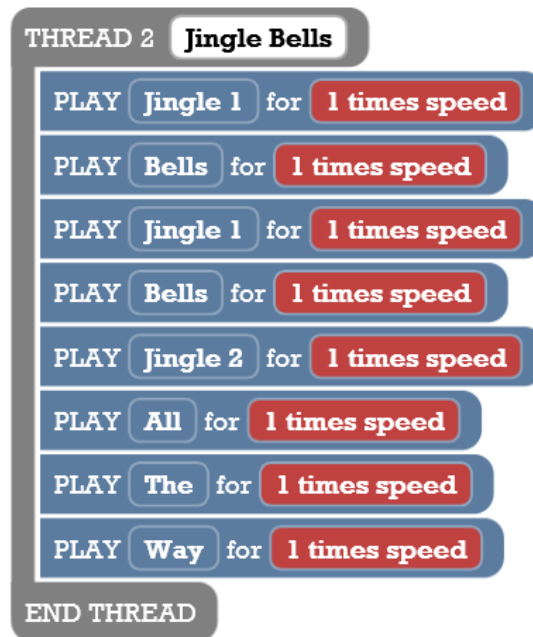 THREAD 2 Jingle Bells
PLAY Jingle 1 for 1 times speed
PLAY Bells for 1 times speed
PLAY Jingle 1 for 1 times speed
PLAY Bells for 1 times speed
PLAY Jingle 2 for 1 times speed
PLAY All for 1 times speed
PLAY The for 1 times speed
PLAY Way for 1 times speed
END THREAD